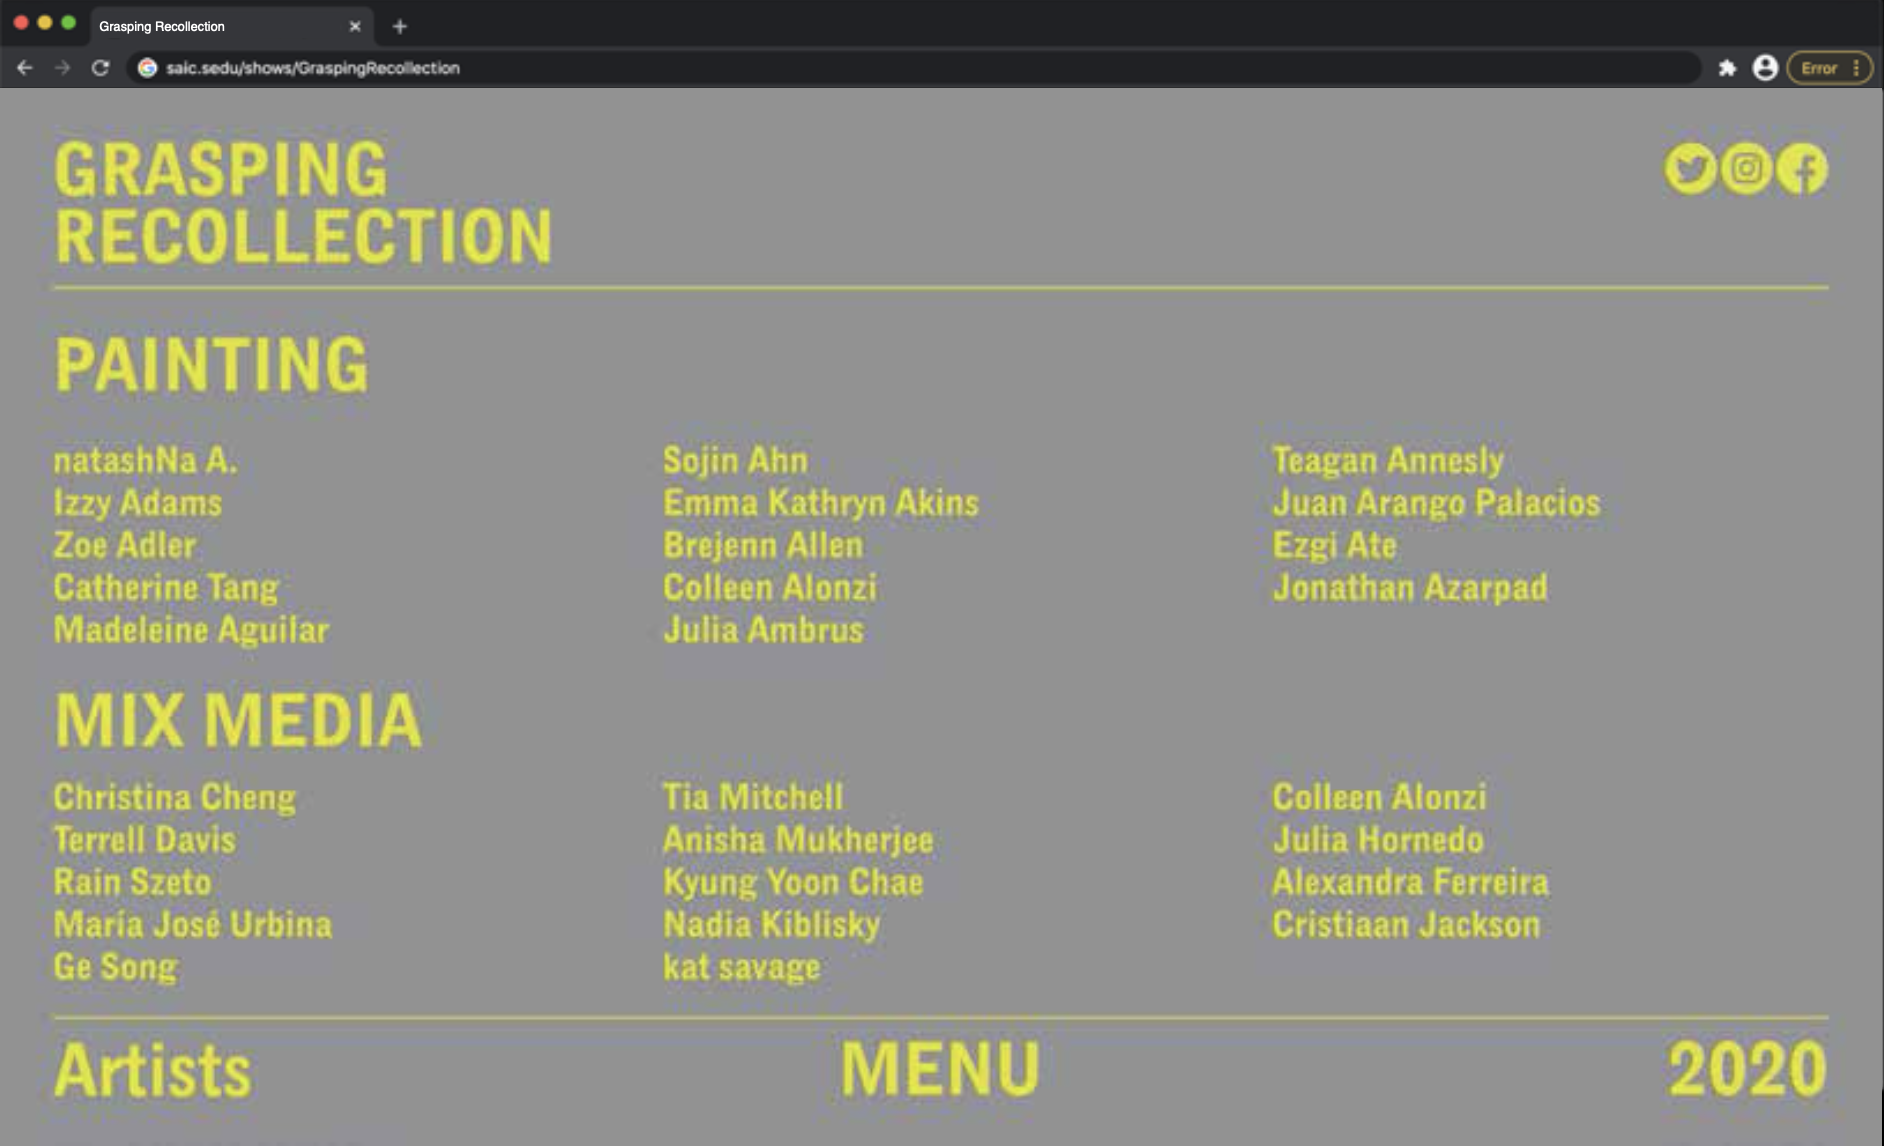 Grasping Recollection
saic.sedu/shows/GraspingRecollection
Error
GRASPING
RECOLLECTION
PAINTING
natashNa A.
Izzy Adams
Zoe Adler
Catherine Tang
Madeleine Aguilar
Sojin Ahn
Emma Kathryn Akins
Brejenn Allen
Colleen Alonzi
Julia Ambrus
Teagan Annesly
Juan Arango Palacios
Ezgi Ate
Jonathan Azarpad
MIX MEDIA
Christina Cheng
Terrell Davis
Rain Szeto
María José Urbina
Ge Song
Tia Mitchell
Anisha Mukherjee
Kyung Yoon Chae
Nadia Kiblisky
kat savage
Colleen Alonzi
Julia Hornedo
Alexandra Ferreira
Cristiaan Jackson
Artists
MENU
2020